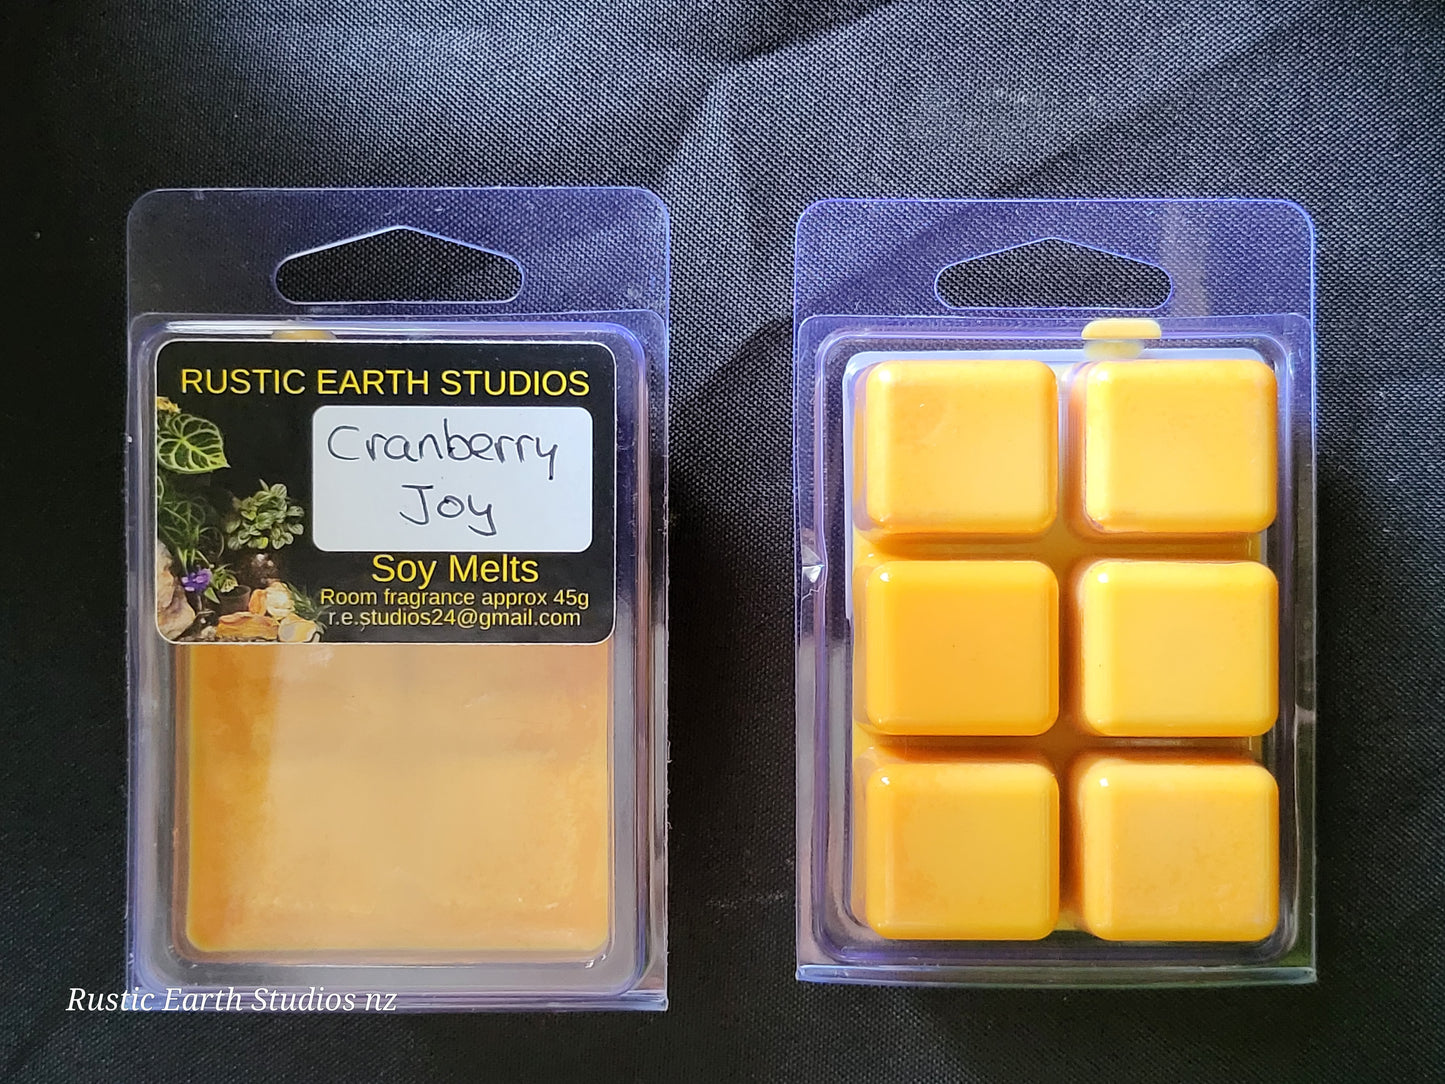 RUSTIC EARTH STUDIOS
Cranberry
Joy
Soy Melts
Room fragrance approx 45g
r.e.studios24@gmail.com
Rustic Earth Studios nz